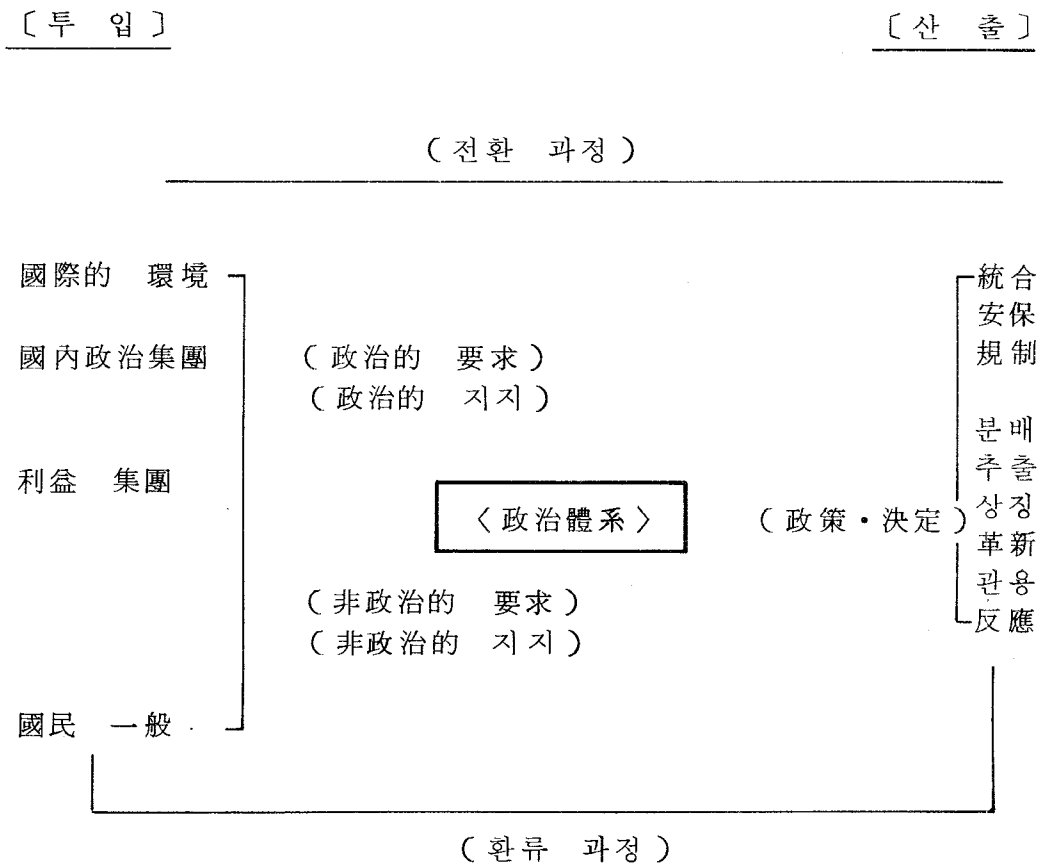 〔투 입〕 〔산 출〕
(전환 과정)
國際的 環境
國內政治集團
利益 集團
國民 一般
(政治的 要求)
(政治的 지지)
〈政治體系〉
(非政治的 要求)
(非政治的 지지)
(政策·決定)
統合
安保
規制
분배
추출
상징
革新
관용
反應
(환류 과정)